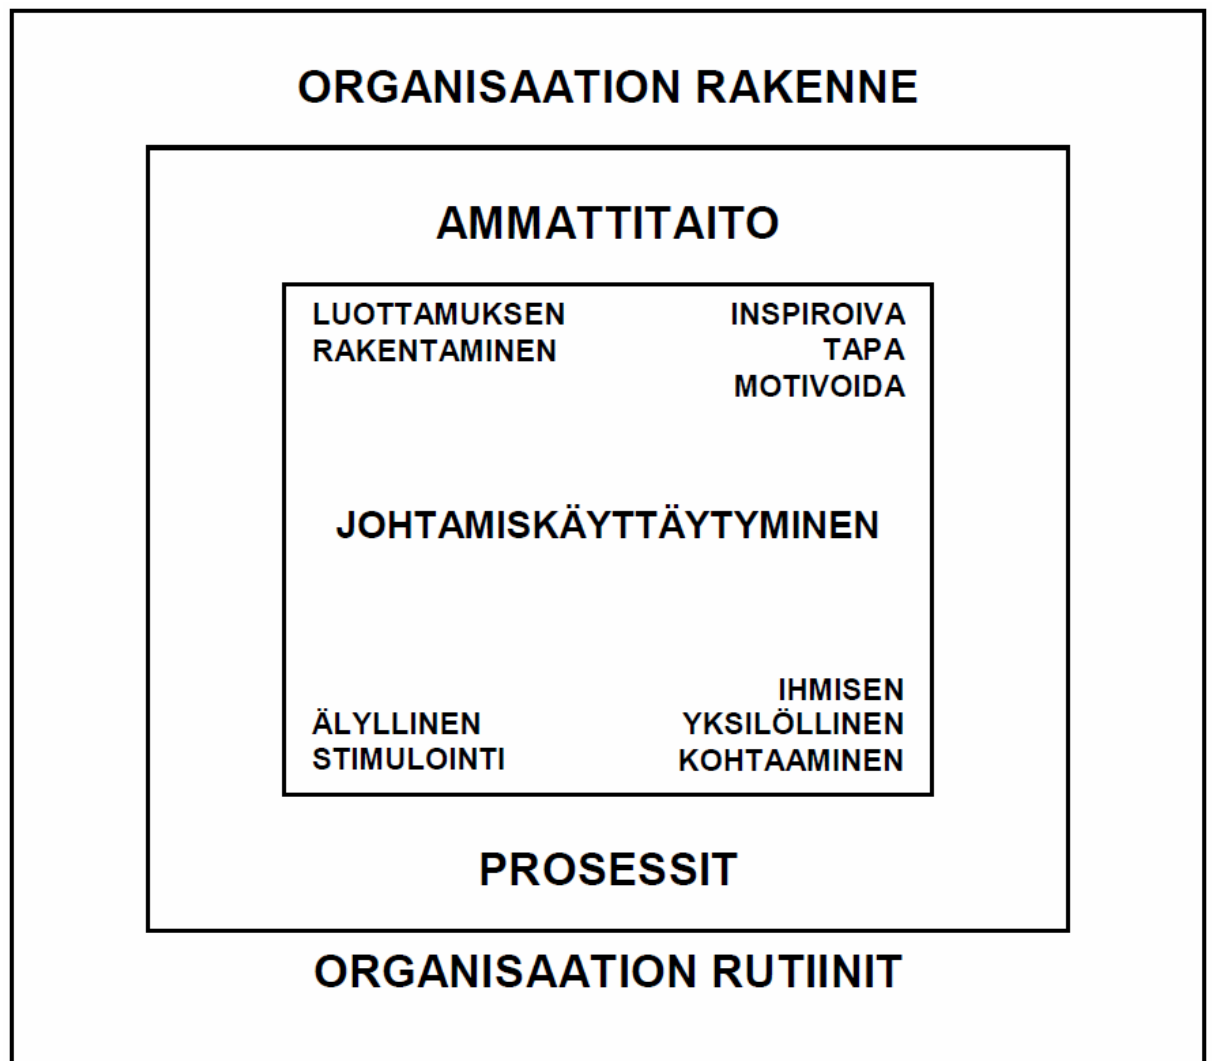 ORGANISAATION RAKENNE
AMMATTITAITO
LUOTTAMUKSEN
RAKENTAMINEN
INSPIROIVA
TAPA
MOTIVOIDA
JOHTAMISKÄYTTÄYTYMINEN
ÄLYLLINEN
STIMULOINTI
IHMISEN
YKSILÖLLINEN
KOHTAAMINEN
PROSESSIT
ORGANISAATION RUTIINIT